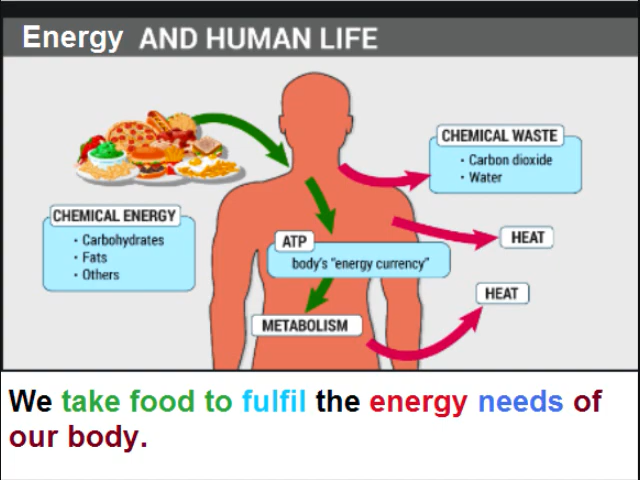 Energy AND HUMAN LIFE
CHEMICAL WASTE
• Carbon dioxide
• Water
CHEMICAL ENERGY
• Carbohydrates
• Fats
• Others
ATP
body's "energy currency"
HEAT
HEAT
METABOLISM
We take food to fulfil the energy needs of
our body.